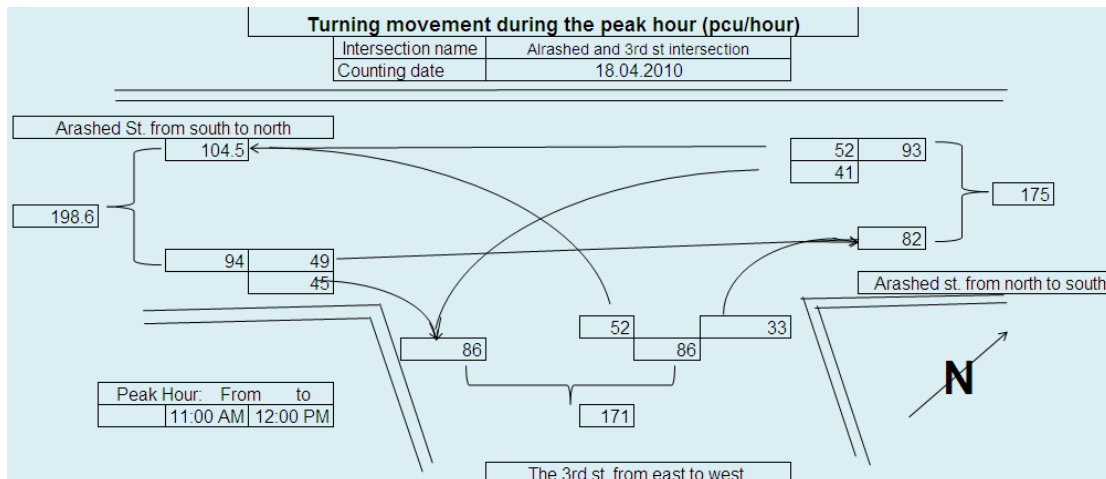 Turning movement during the peak hour (pcu/hour)
Intersection name Alrashed and 3rd st intersection
Counting date 18.04.2010
Arashed St. from south to north
104.5
52 93
41
198.6
175
82
94 49
45
Arashed st. from north to south
52 33
86 86
N
Peak Hour: From to
11:00 AM 12:00 PM
171
The 3rd st. from east to west